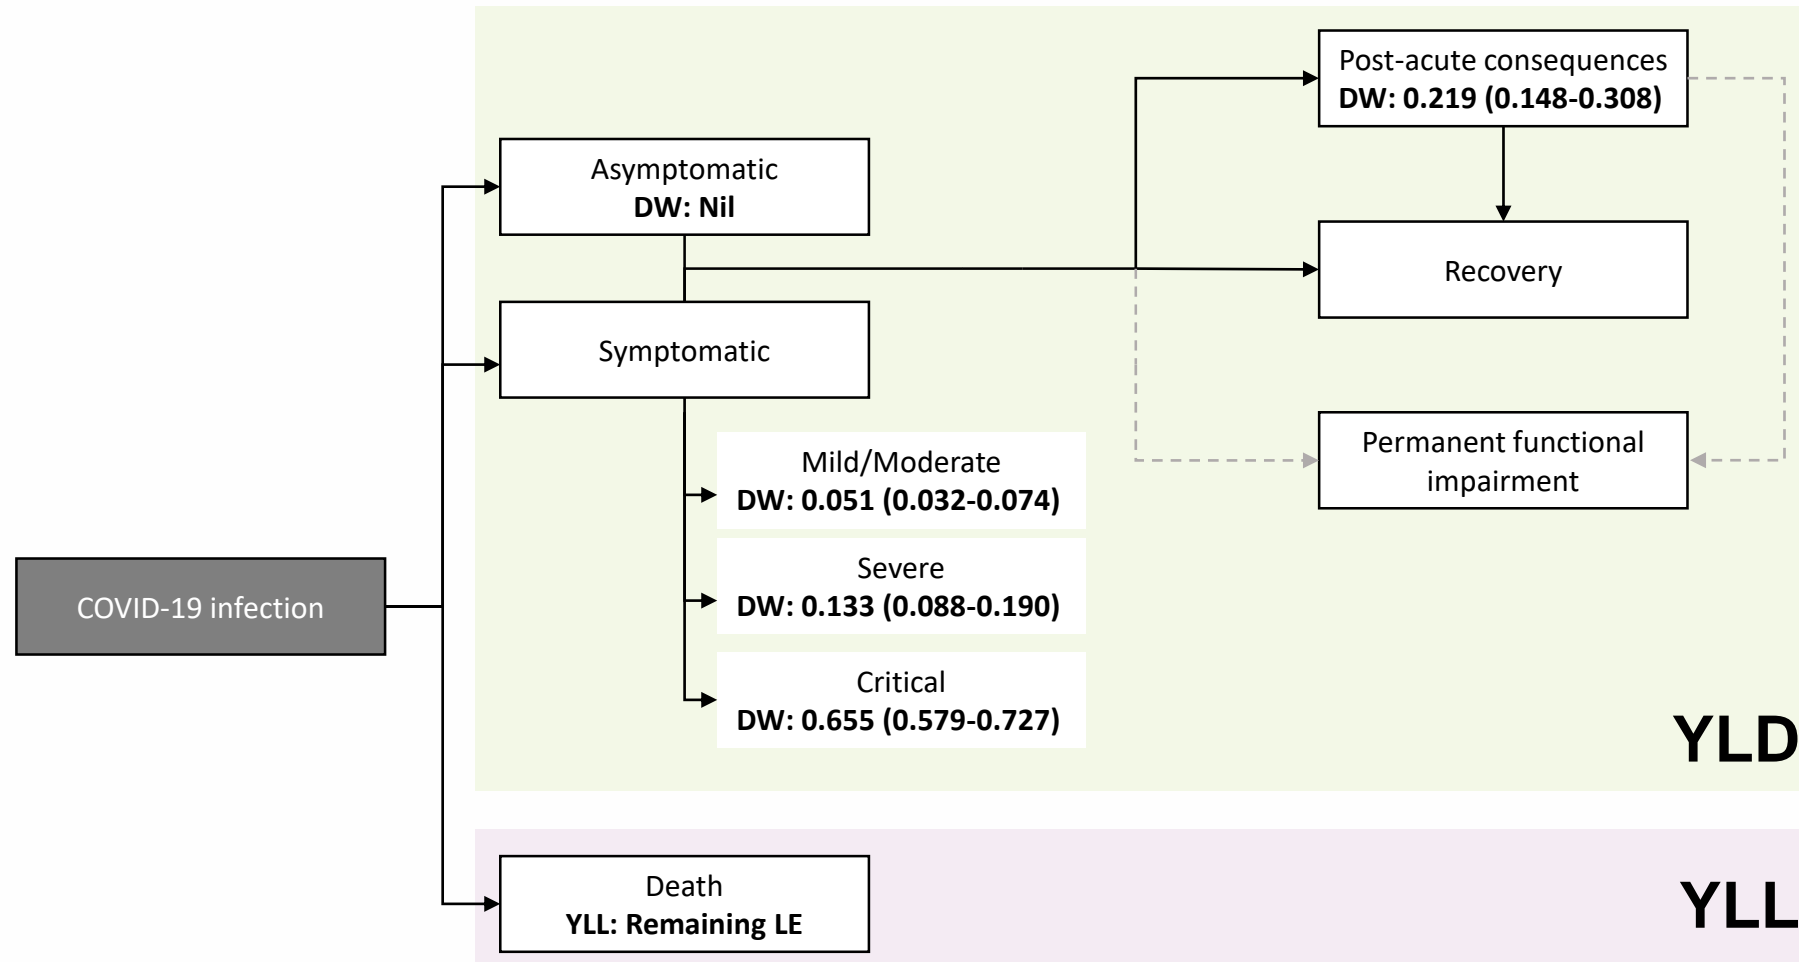 Post-acute consequences
DW: 0.219 (0.148-0.308)
Asymptomatic
DW: Nil
Recovery
Symptomatic
Permanent functional
impairment
Mild/Moderate
DW: 0.051 (0.032-0.074)
Severe
DW: 0.133 (0.088-0.190)
COVID-19 infection
Critical
DW: 0.655 (0.579-0.727)
YLD
Death
YLL: Remaining LE
YLL